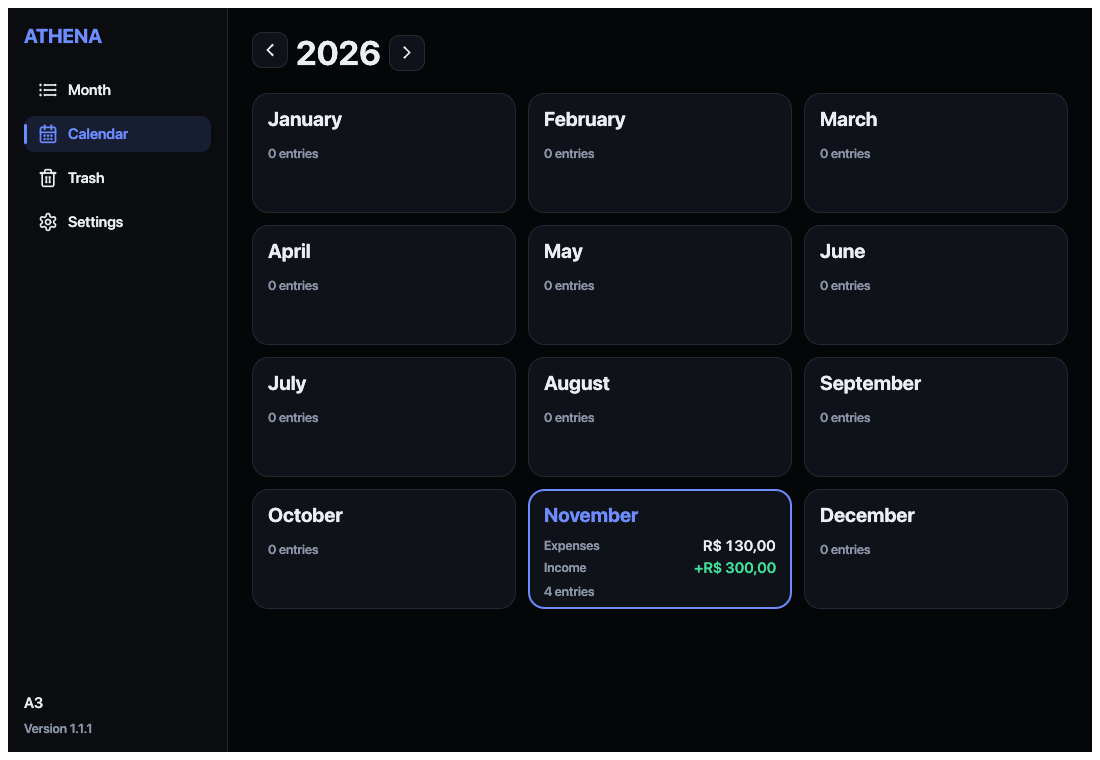 ATHENA
Month
Calendar
Trash
Settings
A3
Version 1.1.1
2026
January
0 entries
February
0 entries
March
0 entries
April
0 entries
May
0 entries
June
0 entries
July
0 entries
August
0 entries
September
0 entries
October
0 entries
November
Expenses R$ 130,00
Income +R$ 300,00
4 entries
December
0 entries